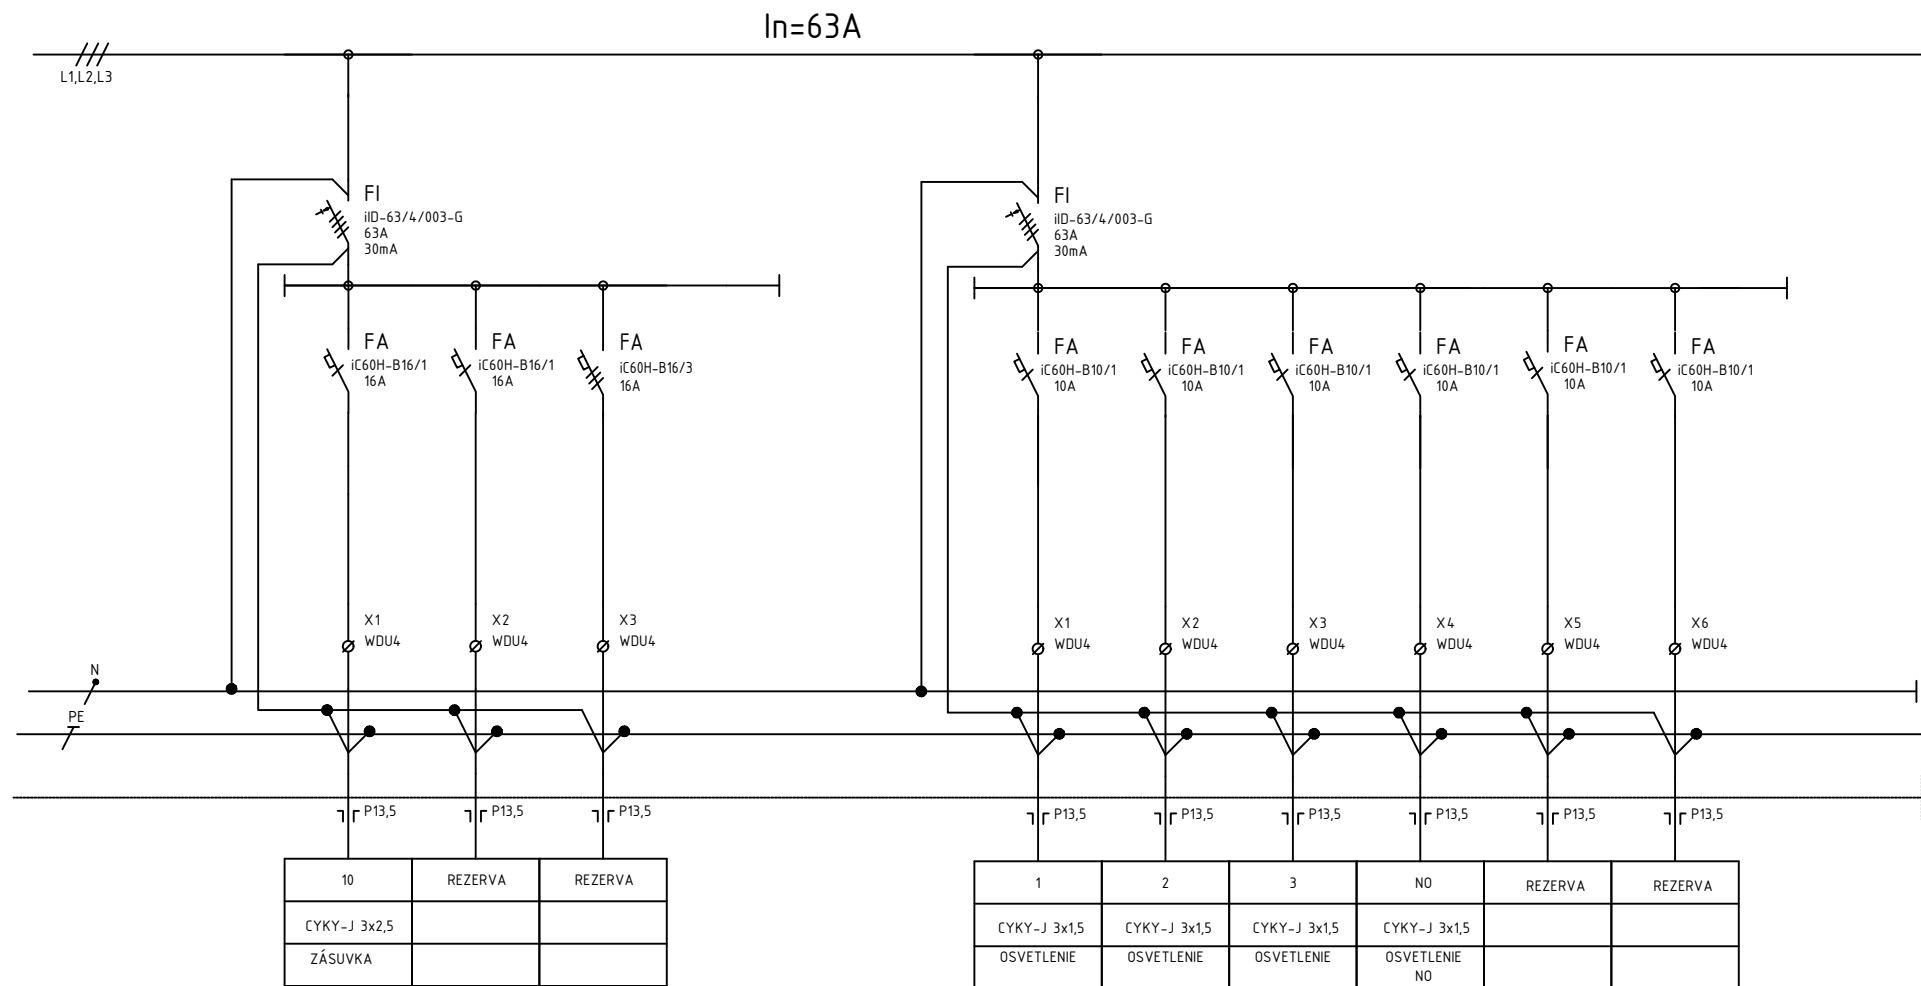 In=63A
L1,L2,L3
FI
iID-63/4/003-G
63A
30mA
FI
iID-63/4/003-G
63A
30mA
FA
iC60H-B16/1
16A
FA
iC60H-B16/1
16A
FA
iC60H-B16/3
16A
FA
iC60H-B10/1
10A
FA
iC60H-B10/1
10A
FA
iC60H-B10/1
10A
FA
iC60H-B10/1
10A
FA
iC60H-B10/1
10A
FA
iC60H-B10/1
10A
X1
WDU4
X2
WDU4
X3
WDU4
X1
WDU4
X2
WDU4
X3
WDU4
X4
WDU4
X5
WDU4
X6
WDU4
N
PE
P13,5
P13,5
P13,5
P13,5
P13,5
P13,5
P13,5
P13,5
P13,5
10
REZERVA
REZERVA
CYKY-J 3x2,5
ZÁSUVKA
1
2
3
NO
REZERVA
REZERVA
CYKY-J 3x1,5
CYKY-J 3x1,5
CYKY-J 3x1,5
CYKY-J 3x1,5
OSVETLENIE
OSVETLENIE
OSVETLENIE
OSVETLENIE
NO